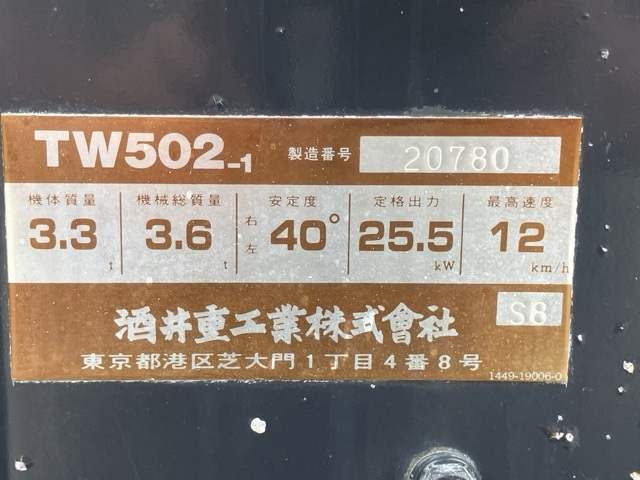 TW502-1 製造番号 20780
機体質量 機械総質量 安定度 定格出力 最高速度
3.3 t 3.6 t 右左 40° 25.5 kW 12 km/h
S8
酒井重工業株式會社
東京都港区芝大門1丁目4番8号
1449-19006-0